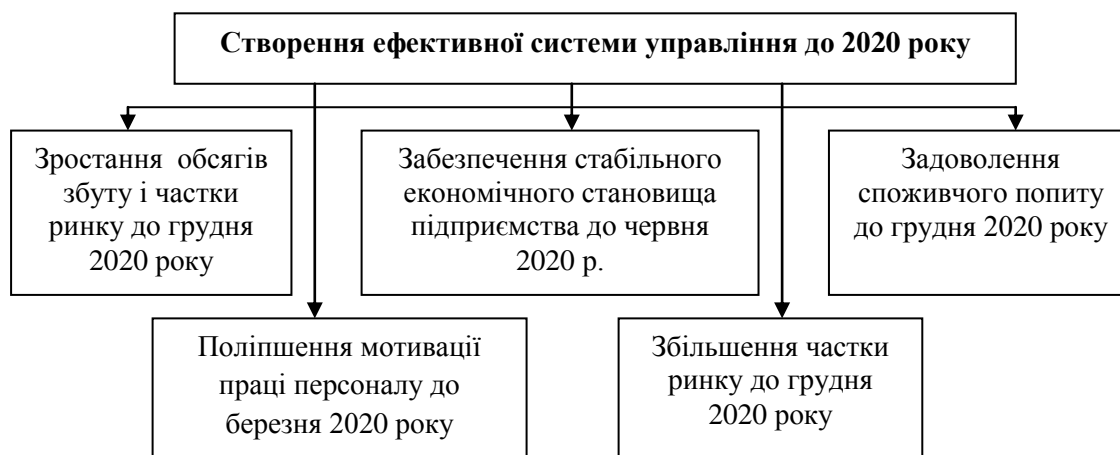 Створення ефективної системи управління до 2020 року
Зростання обсягів
збуту і частки
ринку до грудня
2020 року
Забезпечення стабільного
економічного становища
підприємства до червня
2020 р.
Задоволення
споживчого попиту
до грудня 2020 року
Поліпшення мотивації
праці персоналу до
березня 2020 року
Збільшення частки
ринку до грудня
2020 року